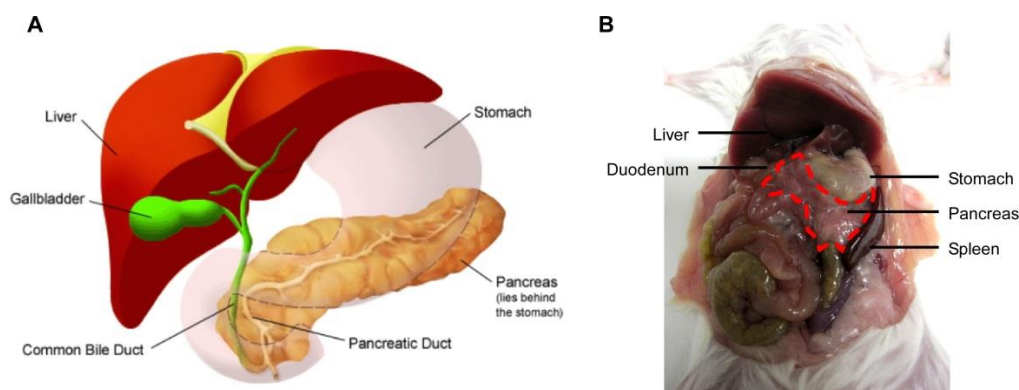 A
Liver
Gallbladder
Common Bile Duct
Stomach
Pancreas
(lies behind
the stomach)
Pancreatic Duct
B
Liver
Duodenum
Stomach
Pancreas
Spleen